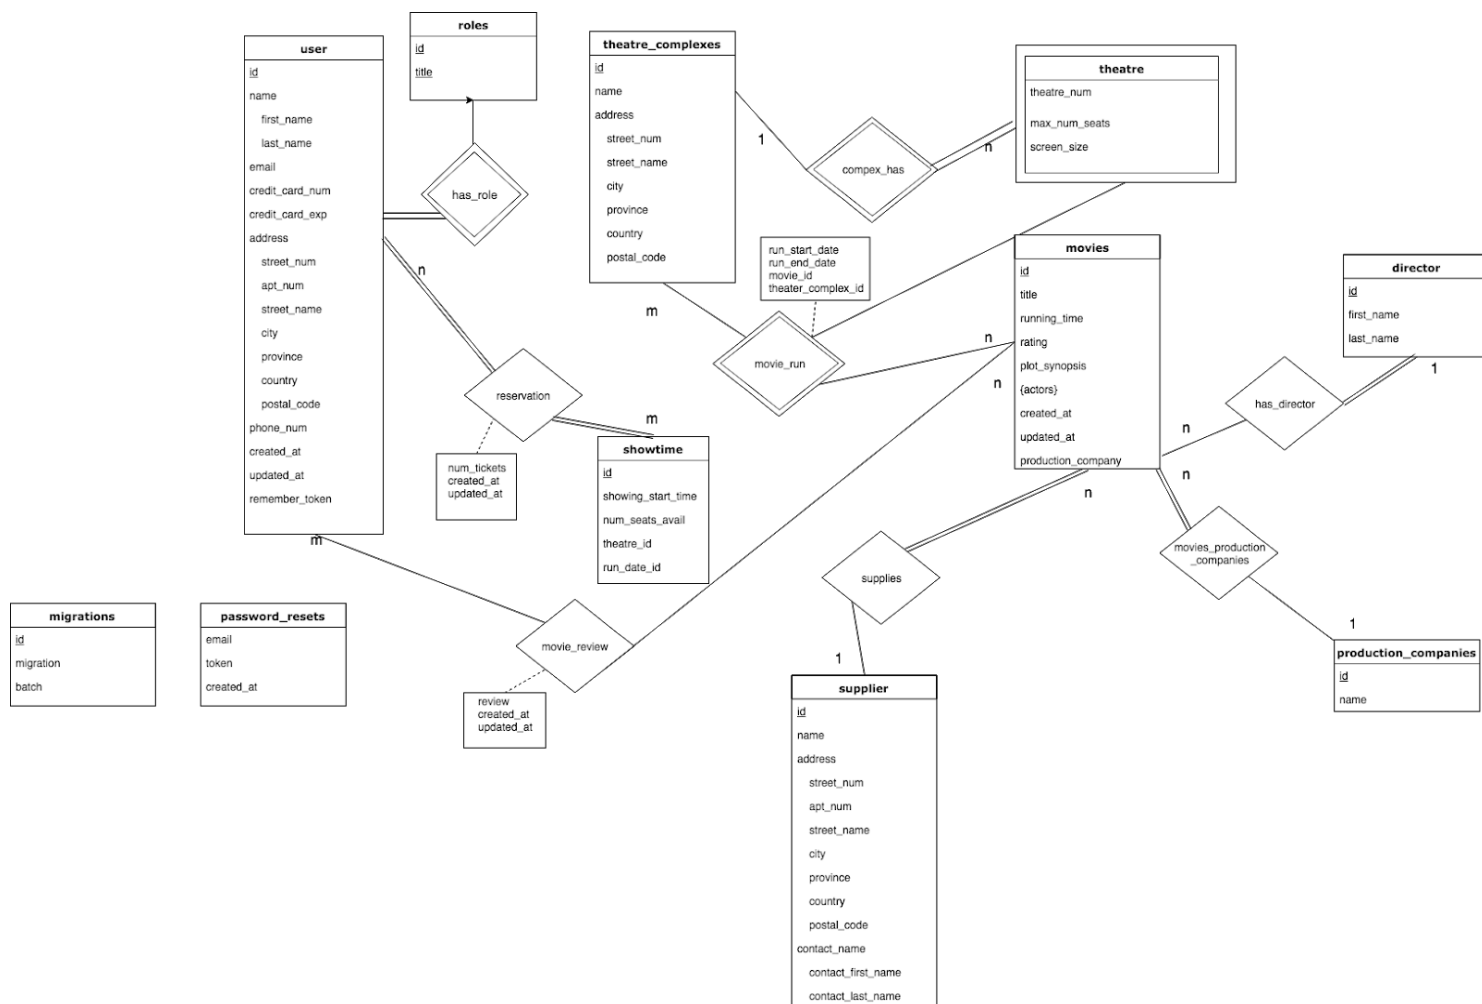 roles
id
title
user
id
name
first_name
last_name
email
credit_card_num
credit_card_exp
address
street_num
apt_num
street_name
city
province
country
postal_code
phone_num
created_at
updated_at
remember_token
has_role
theatre_complexes
id
name
address
street_num
street_name
city
province
country
postal_code
1
compex_has
n
theatre
theatre_num
max_num_seats
screen_size
run_start_date
run_end_date
movie_id
theater_complex_id
m
movie_run
n
n
movies
id
title
running_time
rating
plot_synopsis
{actors}
created_at
updated_at
production_company
director
id
first_name
last_name
1
has_director
n
n
reservation
m
num_tickets
created_at
updated_at
showtime
id
showing_start_time
num_seats_avail
theatre_id
run_date_id
n
n
movies_production
_companies
1
production_companies
id
name
supplies
1
m
movie_review
review
created_at
updated_at
migrations
id
migration
batch
password_resets
email
token
created_at
supplier
id
name
address
street_num
apt_num
street_name
city
province
country
postal_code
contact_name
contact_first_name
contact_last_name